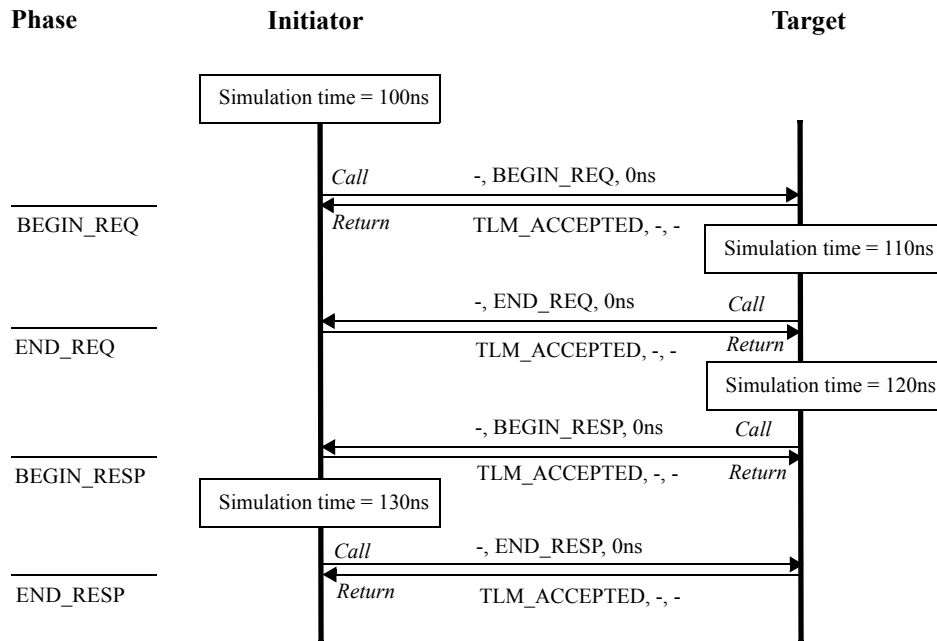 Phase Initiator Target
Simulation time = 100ns
Call -, BEGIN_REQ, 0ns
BEGIN_REQ Return TLM_ACCEPTED, -, -
Simulation time = 110ns
-, END_REQ, 0ns Call
END_REQ TLM_ACCEPTED, -, - Return
Simulation time = 120ns
-, BEGIN_RESP, 0ns Call
BEGIN_RESP TLM_ACCEPTED, -, - Return
Simulation time = 130ns
Call -, END_RESP, 0ns
END_RESP Return TLM_ACCEPTED, -, -